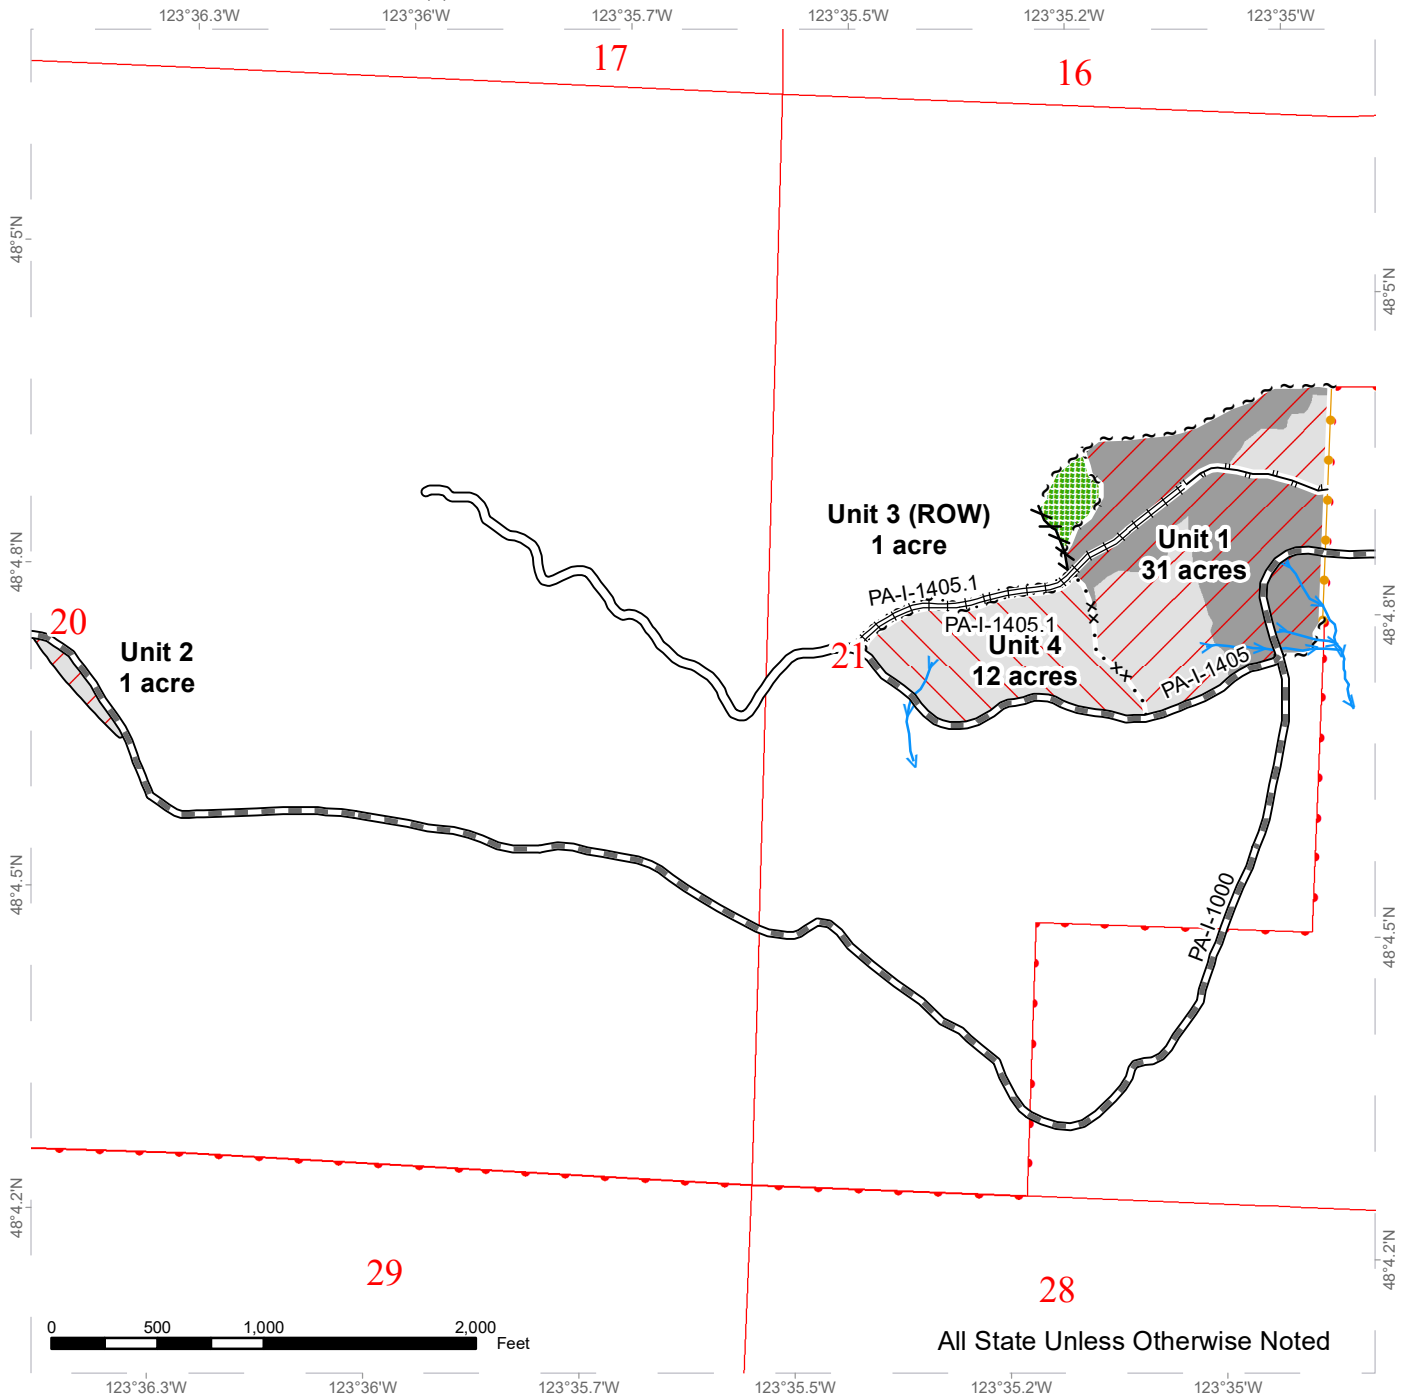 123°36.3'W 123°36'W 123°35.7'W 123°35.5'W 123°35.2'W 123°35'W
17
16
48°5'N
48°5'N
Unit 3 (ROW)
1 acre
Unit 1
31 acres
48°4.8'N
48°4.8'N
PA-I-1405.1
PA-I-1405.1
20
21
Unit 2
1 acre
Unit 4
12 acres
PA-I-1405
48°4.5'N
48°4.5'N
PA-I-1000
48°4.2'N
48°4.2'N
29
28
0 500 1,000 2,000
Feet
All State Unless Otherwise Noted
123°36.3'W 123°36'W 123°35.7'W 123°35.5'W 123°35.2'W 123°35'W